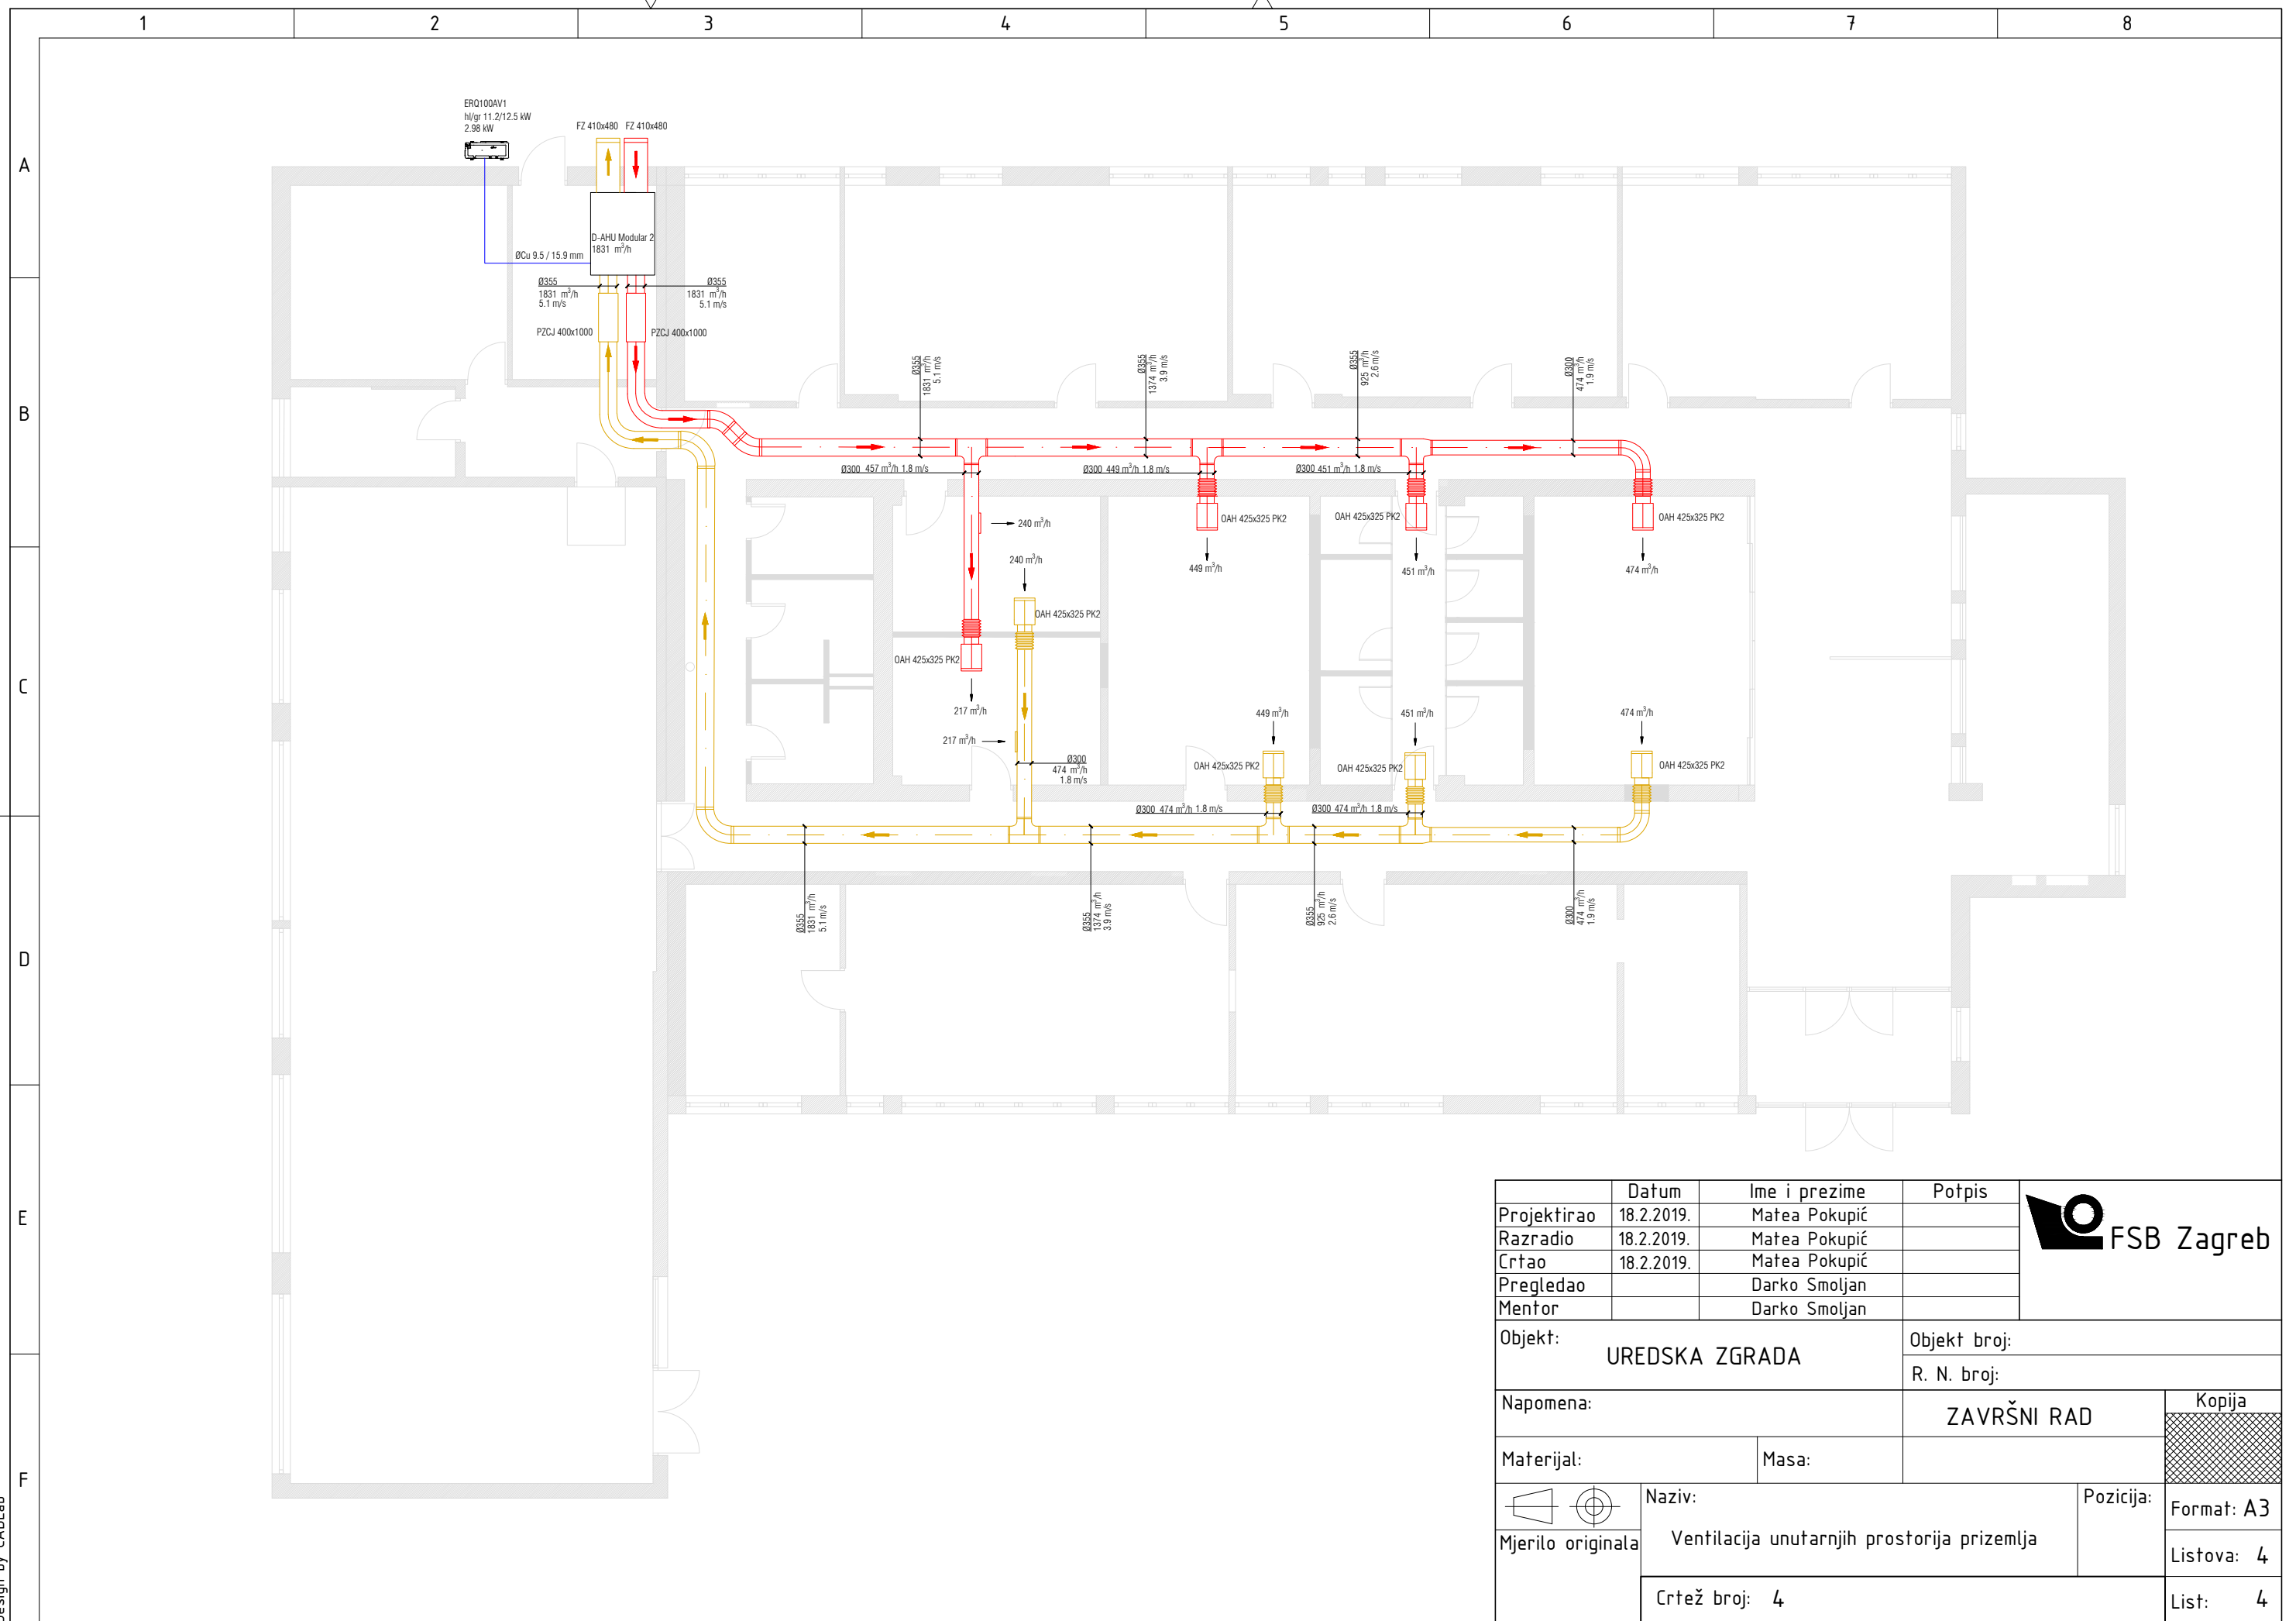 1 2 3 4 5 6 7 8
A
B
C
D
E
F
ERQ100AV1
hl/gr 11.2/12.5 kW
2.98 kW
FZ 410x480 FZ 410x480
D-AHU Modular 2
1831 m³/h
ØCu 9.5 / 15.9 mm
Ø355
1831 m³/h
5.1 m/s
Ø355
1831 m³/h
5.1 m/s
PZCJ 400x1000
PZCJ 400x1000
Ø355
1831 m³/h
5.1 m/s
Ø355
1374 m³/h
3.9 m/s
Ø355
925 m³/h
2.6 m/s
Ø300
474 m³/h
1.9 m/s
Ø300 457 m³/h 1.8 m/s
Ø300 449 m³/h 1.8 m/s
Ø300 451 m³/h 1.8 m/s
240 m³/h
OAH 425x325 PK2
OAH 425x325 PK2
OAH 425x325 PK2
240 m³/h
449 m³/h
451 m³/h
474 m³/h
OAH 425x325 PK2
OAH 425x325 PK2
217 m³/h
449 m³/h
451 m³/h
474 m³/h
217 m³/h
Ø300
474 m³/h
1.8 m/s
OAH 425x325 PK2
OAH 425x325 PK2
OAH 425x325 PK2
Ø300 474 m³/h 1.8 m/s
Ø300 474 m³/h 1.8 m/s
Ø355
1831 m³/h
5.1 m/s
Ø355
1374 m³/h
3.9 m/s
Ø355
925 m³/h
2.6 m/s
Ø300
474 m³/h
1.9 m/s
Datum Ime i prezime Potpis
Projektirao 18.2.2019. Matea Pokupić
Razradio 18.2.2019. Matea Pokupić
Crtao 18.2.2019. Matea Pokupić
Pregledao Darko Smoljan
Mentor Darko Smoljan
FSB Zagreb
Objekt:
UREDSKA ZGRADA
Objekt broj:
R. N. broj:
Napomena:
ZAVRŠNI RAD
Kopija
Materijal:
Masa:
Naziv:
Ventilacija unutarnjih prostorija prizemlja
Pozicija:
Format: A3
Mjerilo originala
Listova: 4
Crtež broj: 4
List: 4
Design by CADLab